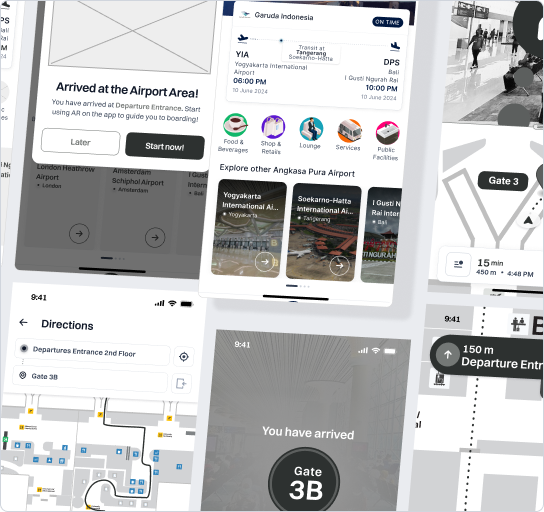 Arrived at the Airport Area!
You have arrived at Departure Entrance. Start
using AR on the app to guide you to boarding!
Later
Start now!
London Heathrow
Airport
London
Amsterdam
Schiphol Airport
Amsterdam
Garuda Indonesia
ON TIME
Transit at
Tangerang
Soekarno-Hatta
YIA
DPS
Yogyakarta International
Airport
Bali
I Gusti Ngurah Rai
06:00 PM
10:00 PM
10 June 2024
10 June 2024
Food &
Beverages
Shop &
Retails
Lounge
Services
Public
Facilities
Explore other Angkasa Pura Airport
Yogyakarta
International Ai...
Yogyakarta
Soekarno-Hatta
International Ai...
Tangerang
I Gusti N
Rai Intern
Bali
Gate 3
15 min
450 m • 4:48 PM
9:41
Directions
Departures Entrance 2nd Floor
Gate 3B
9:41
You have arrived
Gate
3B
9:41
150 m
Departure Entr